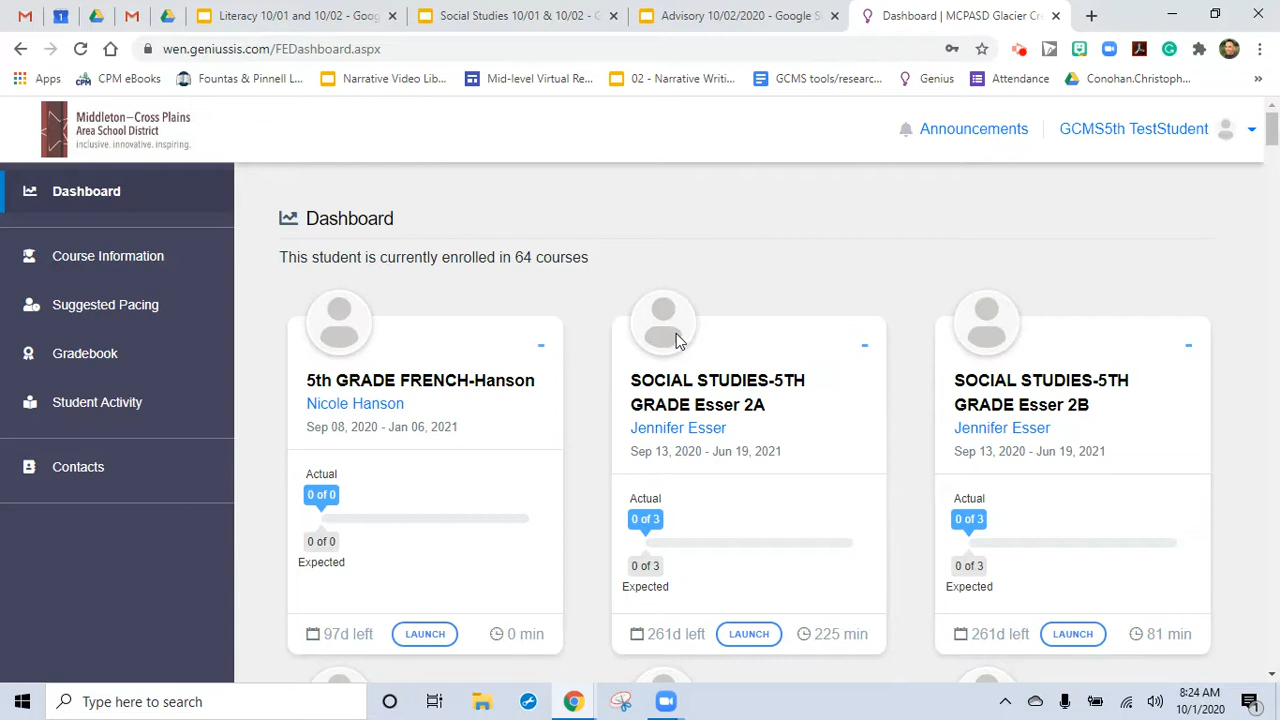 Literacy 10/01 and 10/02 - Goog
Social Studies 10/01 & 10/02 - G
Advisory 10/02/2020 - Google S
Dashboard | MCPASD Glacier Cre
wen.geniussis.com/FEDashboard.aspx
Apps
CPM eBooks
Fountas & Pinnell L...
Narrative Video Lib...
Mid-level Virtual Re...
02 - Narrative Writi...
GCMS tools/researc...
Genius
Attendance
Conohan.Christoph...
Middleton-Cross Plains
Area School District
inclusive. innovative. inspiring.
Announcements
GCMS5th TestStudent
Dashboard
Course Information
Suggested Pacing
Gradebook
Student Activity
Contacts
Dashboard
This student is currently enrolled in 64 courses
5th GRADE FRENCH-Hanson
Nicole Hanson
Sep 08, 2020 - Jan 06, 2021
Actual
0 of 0
0 of 0
Expected
97d left
LAUNCH
0 min
SOCIAL STUDIES-5TH
GRADE Esser 2A
Jennifer Esser
Sep 13, 2020 - Jun 19, 2021
Actual
0 of 3
0 of 3
Expected
261d left
LAUNCH
225 min
SOCIAL STUDIES-5TH
GRADE Esser 2B
Jennifer Esser
Sep 13, 2020 - Jun 19, 2021
Actual
0 of 3
0 of 3
Expected
261d left
LAUNCH
81 min
Type here to search
8:24 AM
10/1/2020